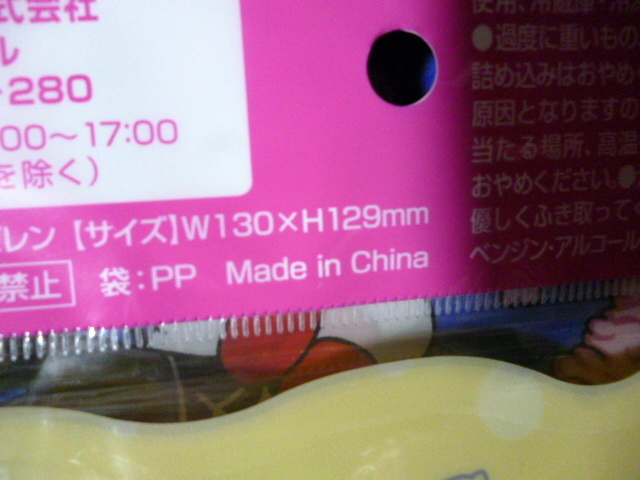 式会社
ル
-280
00～17:00
を除く)
レン【サイズ】W130×H129mm
禁止 袋:PP Made in China
使用、冷蔵庫・冷
●過度に重いもの
詰め込みはおやめ
原因となりますの
当たる場所、高温
おやめください。●
優しくふき取って
ベンジン・アルコール